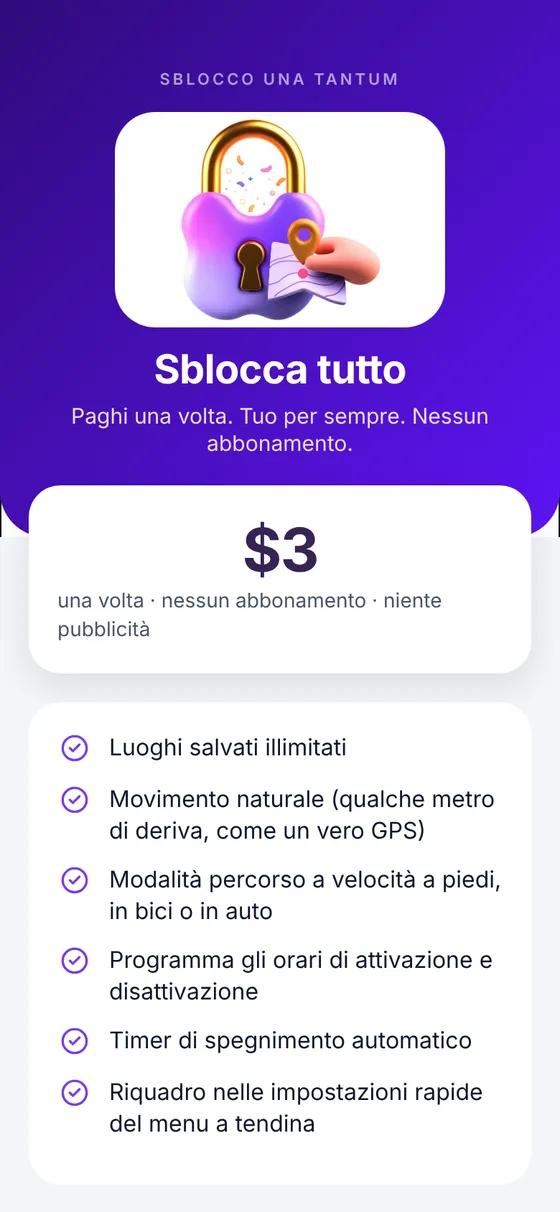 SBLOCCO UNA TANTUM
Sblocca tutto
Paghi una volta. Tuo per sempre. Nessun
abbonamento.
$3
una volta · nessun abbonamento · niente
pubblicità
Luoghi salvati illimitati
Movimento naturale (qualche metro
di deriva, come un vero GPS)
Modalità percorso a velocità a piedi,
in bici o in auto
Programma gli orari di attivazione e
disattivazione
Timer di spegnimento automatico
Riquadro nelle impostazioni rapide
del menu a tendina